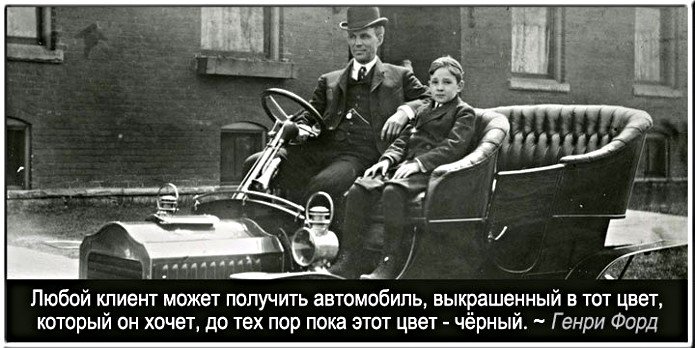 Любой клиент может получить автомобиль, выкрашенный в тот цвет,
который он хочет, до тех пор пока этот цвет - чёрный. ~ Генри Форд